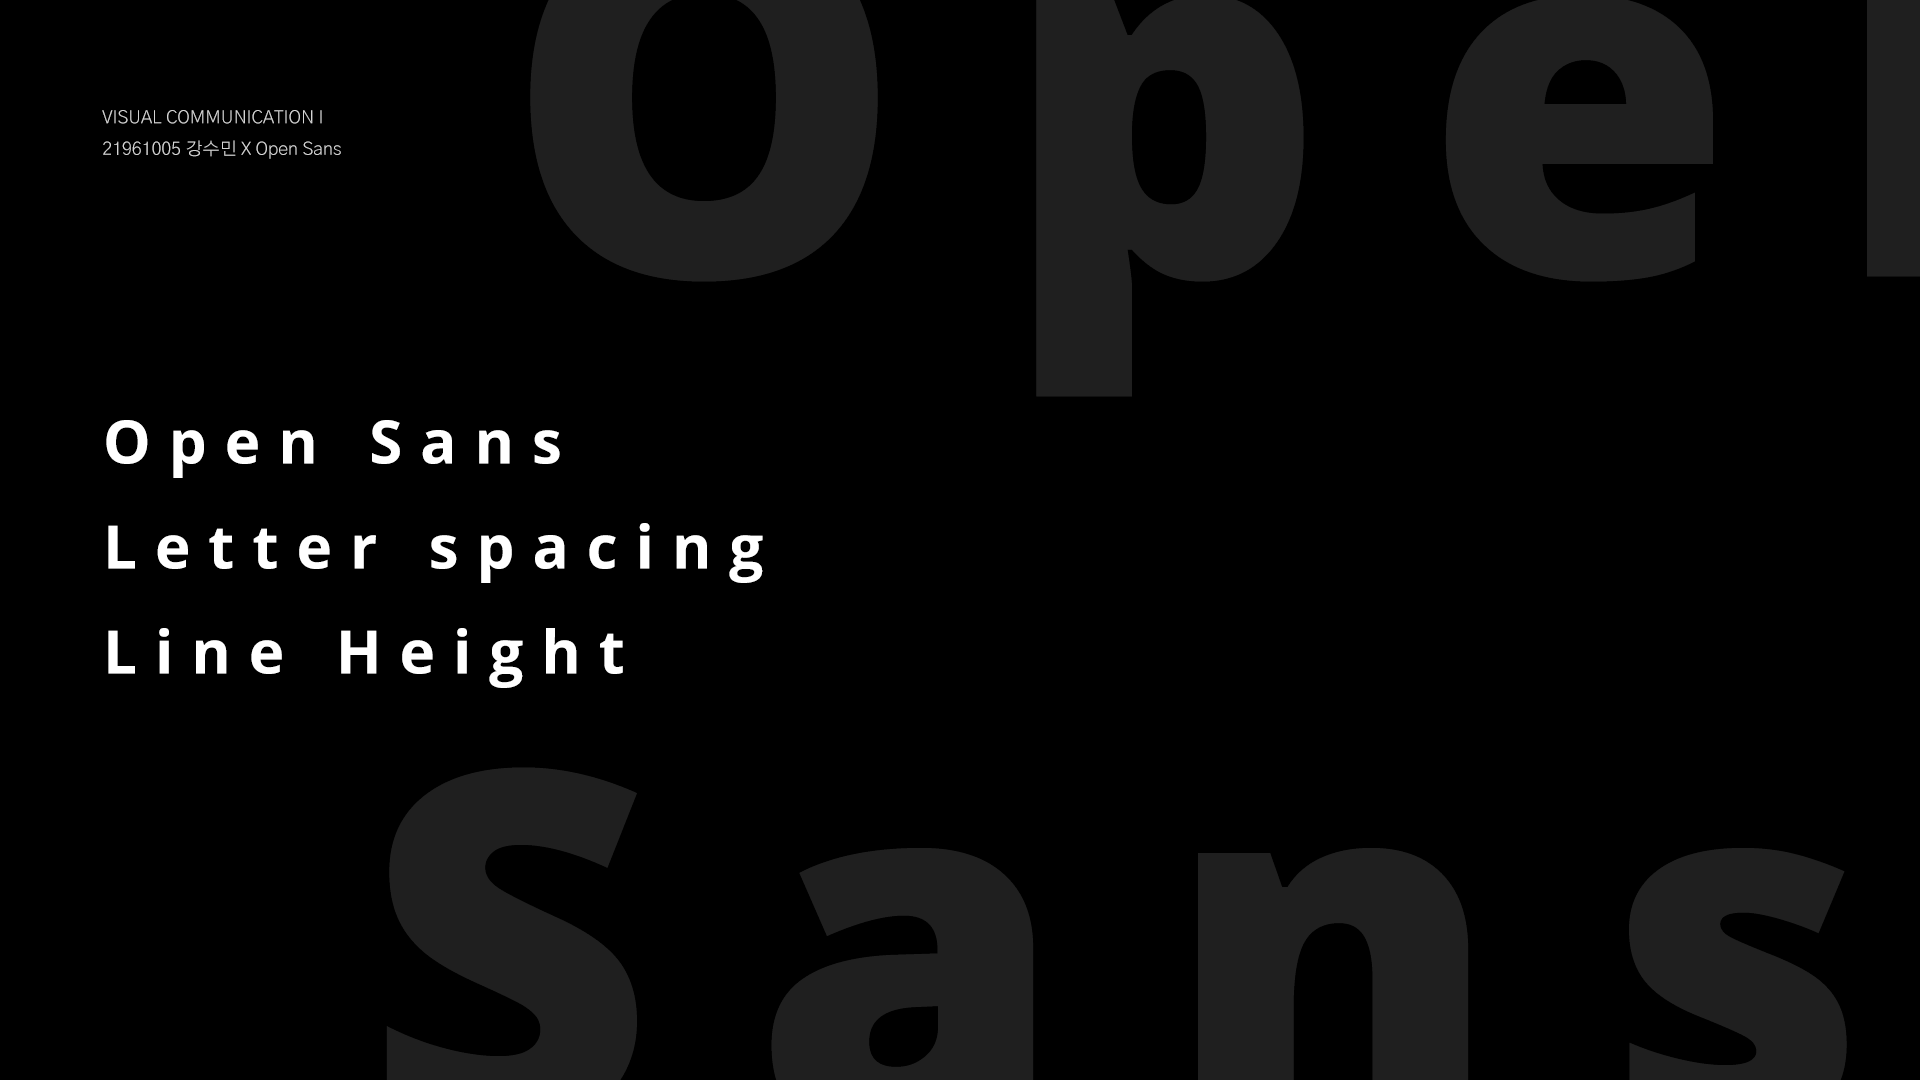 Open
VISUAL COMMUNICATION I
21961005 강수민 X Open Sans
Open Sans
Letter spacing
Line Height
Sans